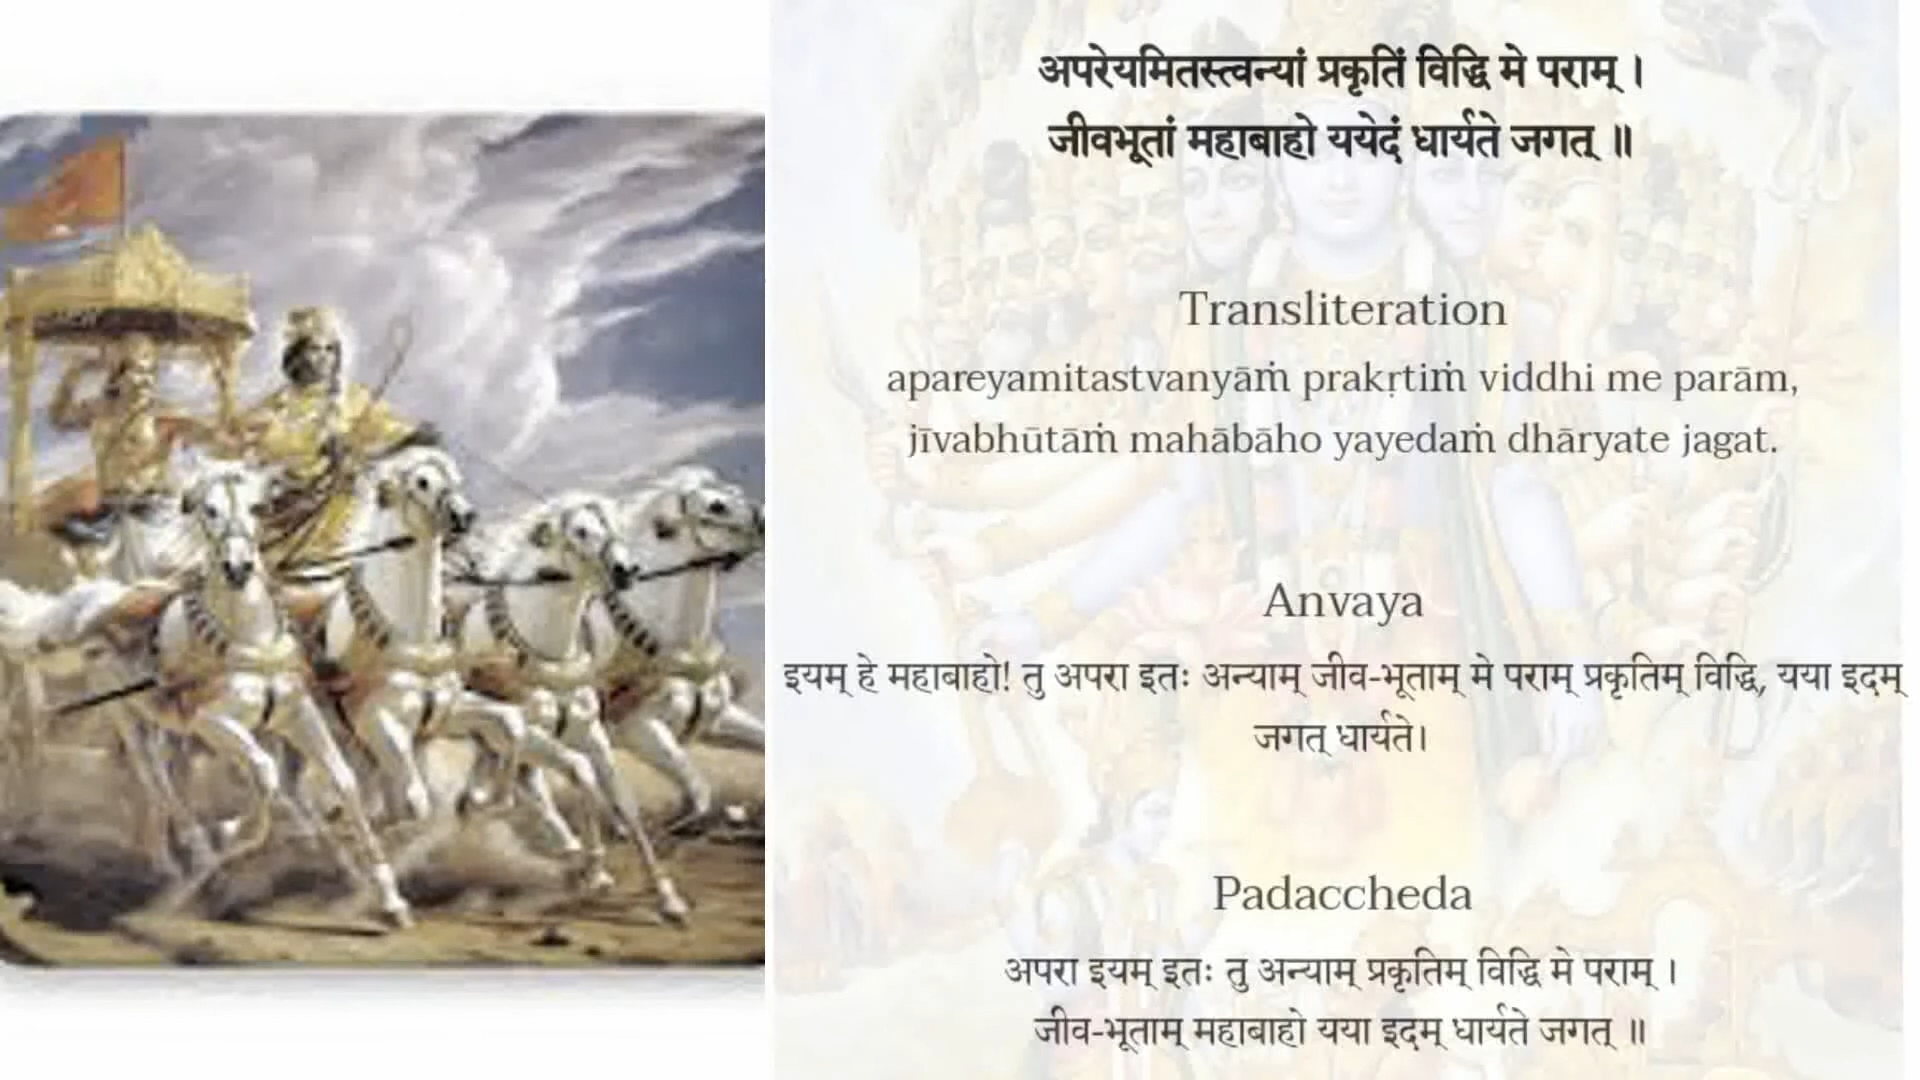 अपरेयमितस्त्वन्यां प्रकृतिं विद्धि मे पराम् ।
जीवभूतां महाबाहो ययेदं धार्यते जगत् ॥
Transliteration
apareyamitastvanyāṁ prakṛtiṁ viddhi me parām,
jīvabhūtāṁ mahābāho yayedaṁ dhāryate jagat.
Anvaya
इयम् हे महाबाहो! तु अपरा इतः अन्याम् जीव-भूताम् मे पराम् प्रकृतिम् विद्धि, यया इदम्
जगत् धार्यते।
Padaccheda
अपरा इयम् इतः तु अन्याम् प्रकृतिम् विद्धि मे पराम् ।
जीव-भूताम् महाबाहो यया इदम् धार्यते जगत् ॥